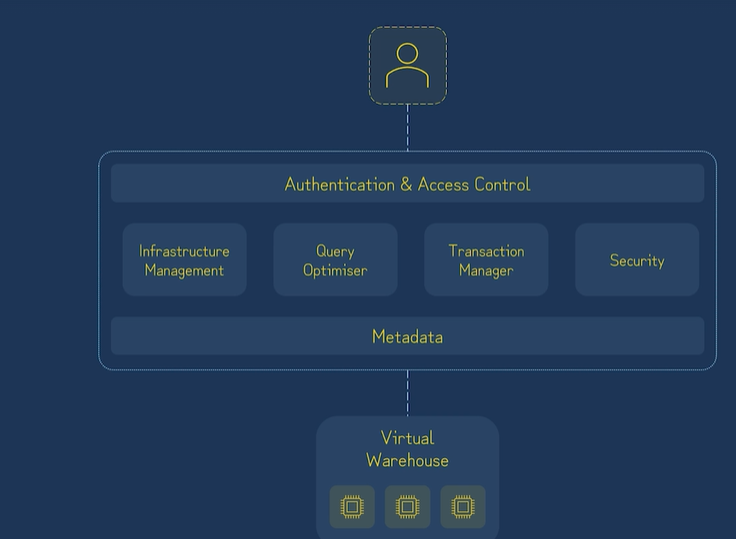 Authentication & Access Control
Infrastructure
Management
Query
Optimiser
Transaction
Manager
Security
Metadata
Virtual
Warehouse